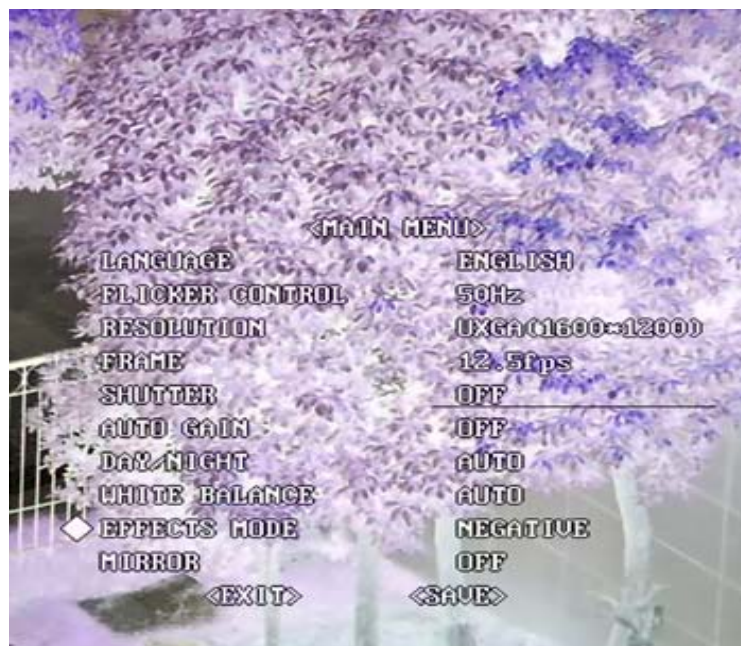 <MAIN MENU>
LANGUAGE ENGLISH
FLICKER CONTROL 50Hz
RESOLUTION UXGA(1600*1200)
FRAME 12.5fps
SHUTTER OFF
AUTO GAIN OFF
DAY/NIGHT AUTO
WHITE BALANCE AUTO
EFFECTS MODE NEGATIVE
MIRROR OFF
<EXIT> <SAVE>